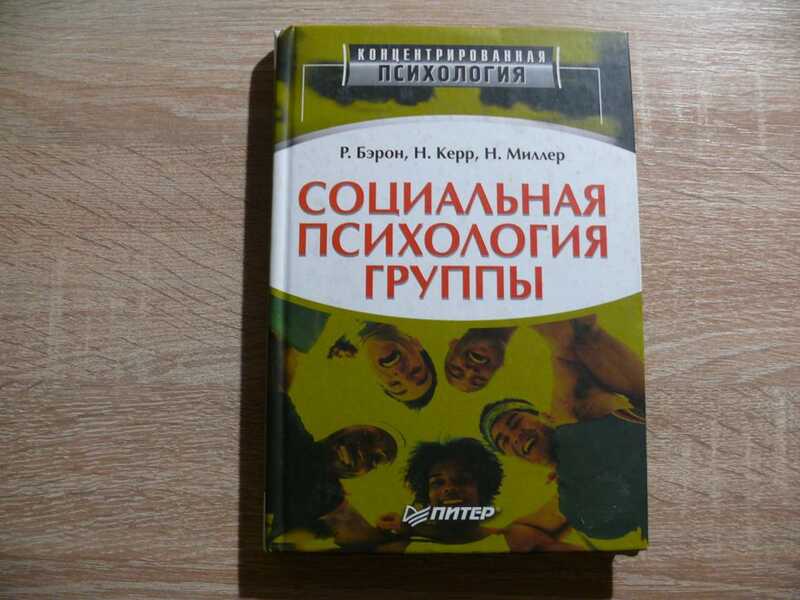 КОНЦЕНТРИРОВАННАЯ
ПСИХОЛОГИЯ
Р. Бэрон, Н. Керр, Н. Миллер
СОЦИАЛЬНАЯ
ПСИХОЛОГИЯ
ГРУППЫ
ПИТЕР